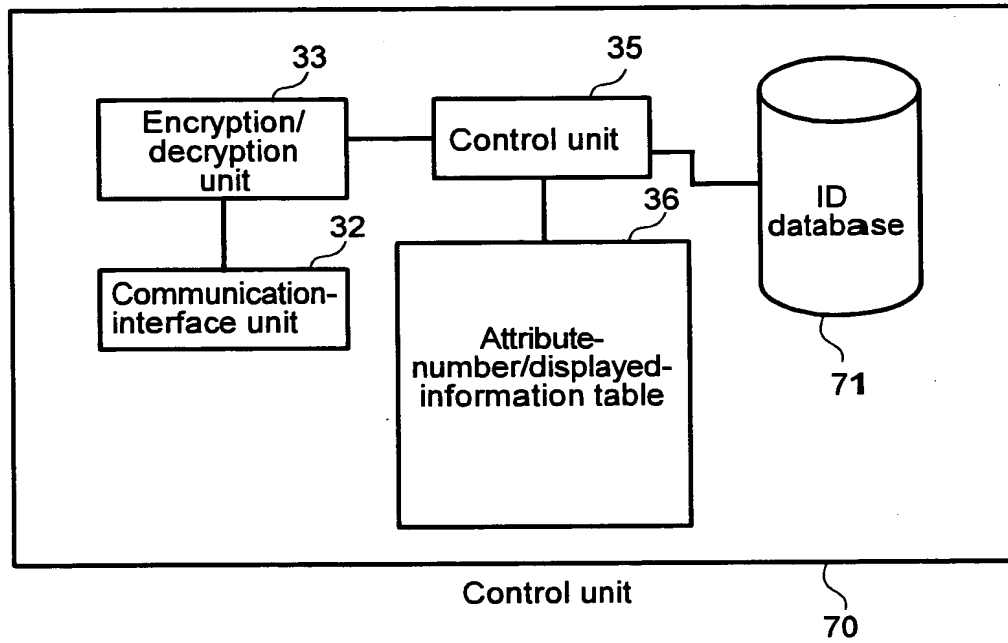 33
Encryption/
decryption
unit
35
Control unit
ID
database
71
32
Communication-
interface unit
36
Attribute-
number/displayed-
information table
Control unit
70